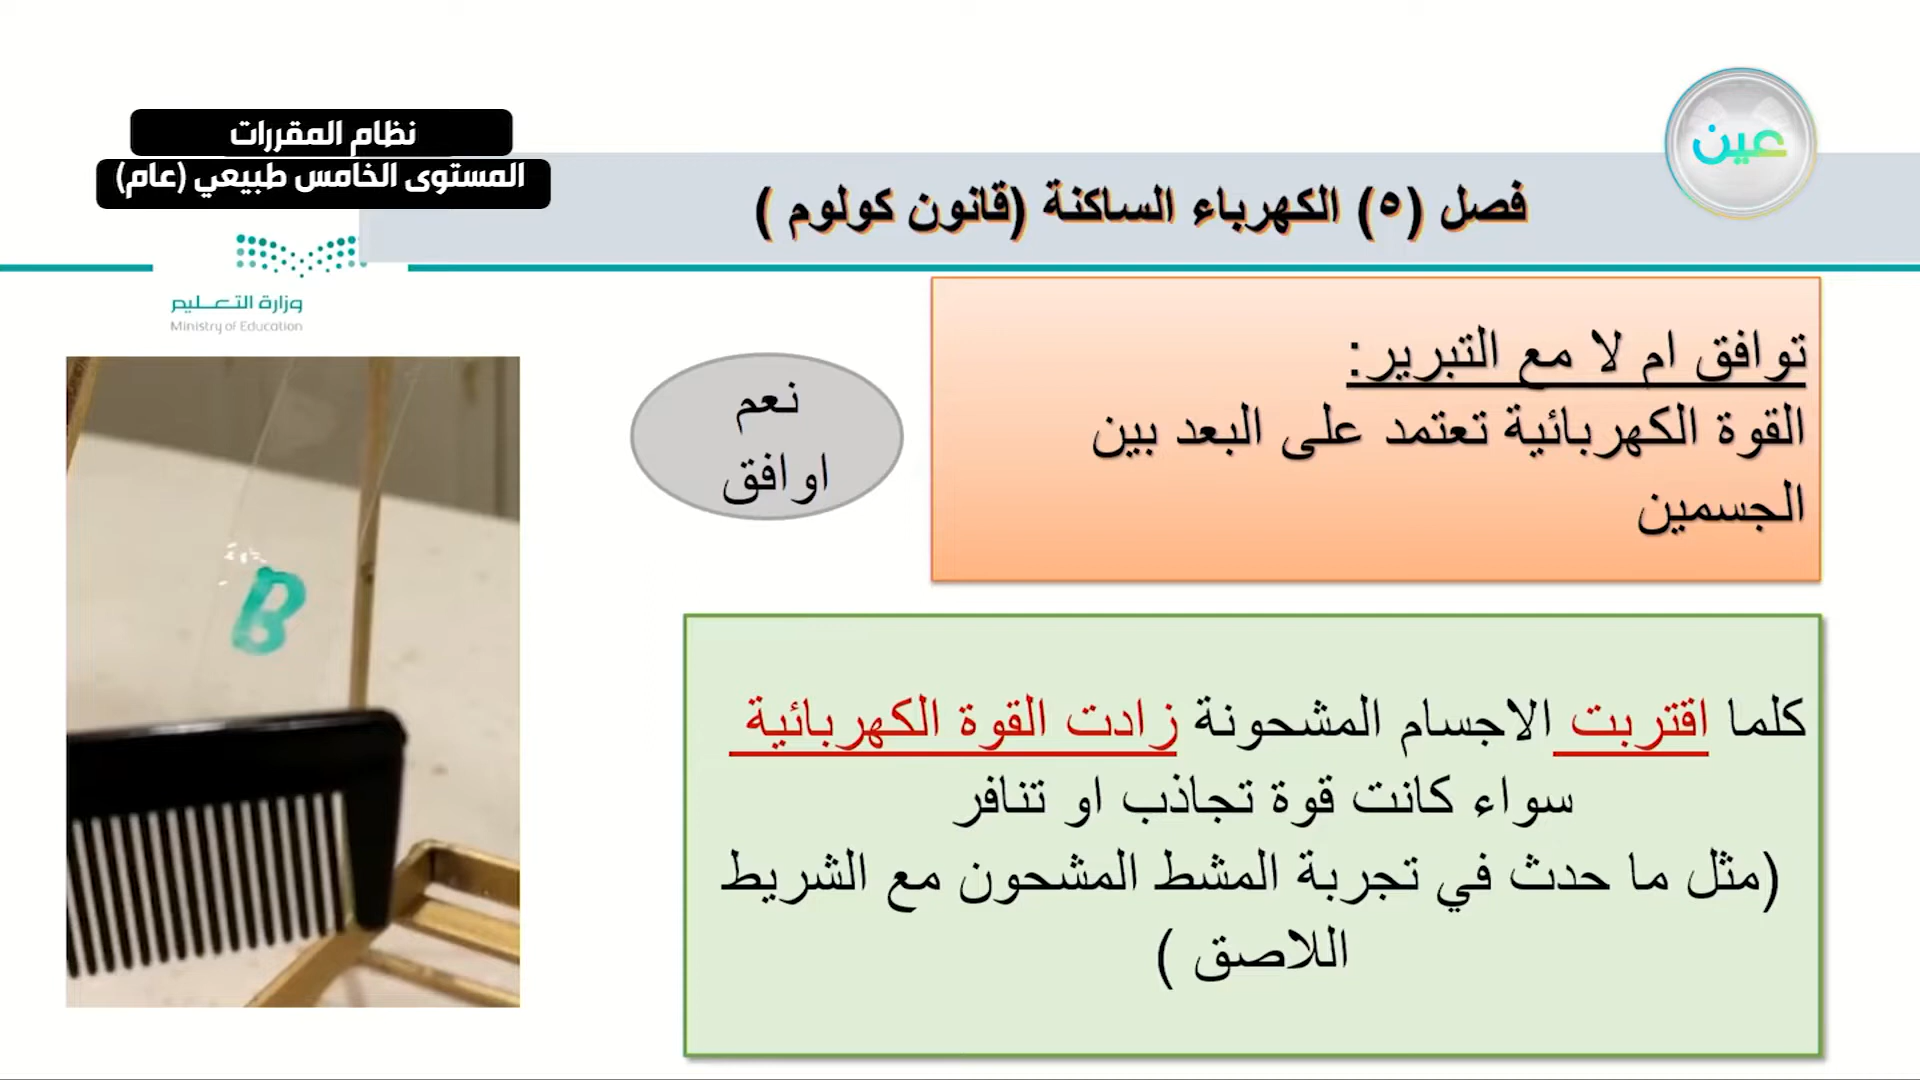 عين
نظام المقررات
المستوى الخامس طبيعي (عام)
فصل (٥) الكهرباء الساكنة (قانون كولوم )
وزارة التعليم
Ministry of Education
توافق ام لا مع التبرير:
القوة الكهربائية تعتمد على البعد بين
الجسمين
نعم
اوافق
B
كلما اقتربت الاجسام المشحونة زادت القوة الكهربائية
سواء كانت قوة تجاذب او تنافر
(مثل ما حدث في تجربة المشط المشحون مع الشريط
اللاصق )